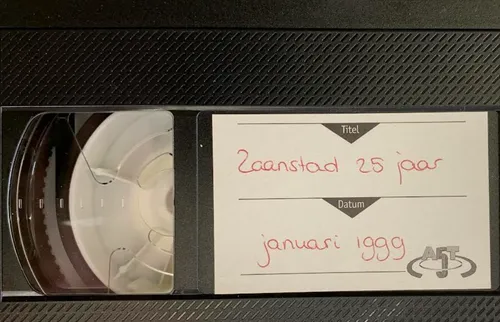 Titel
Zaanstad 25 jaar
Datum
januari 1999